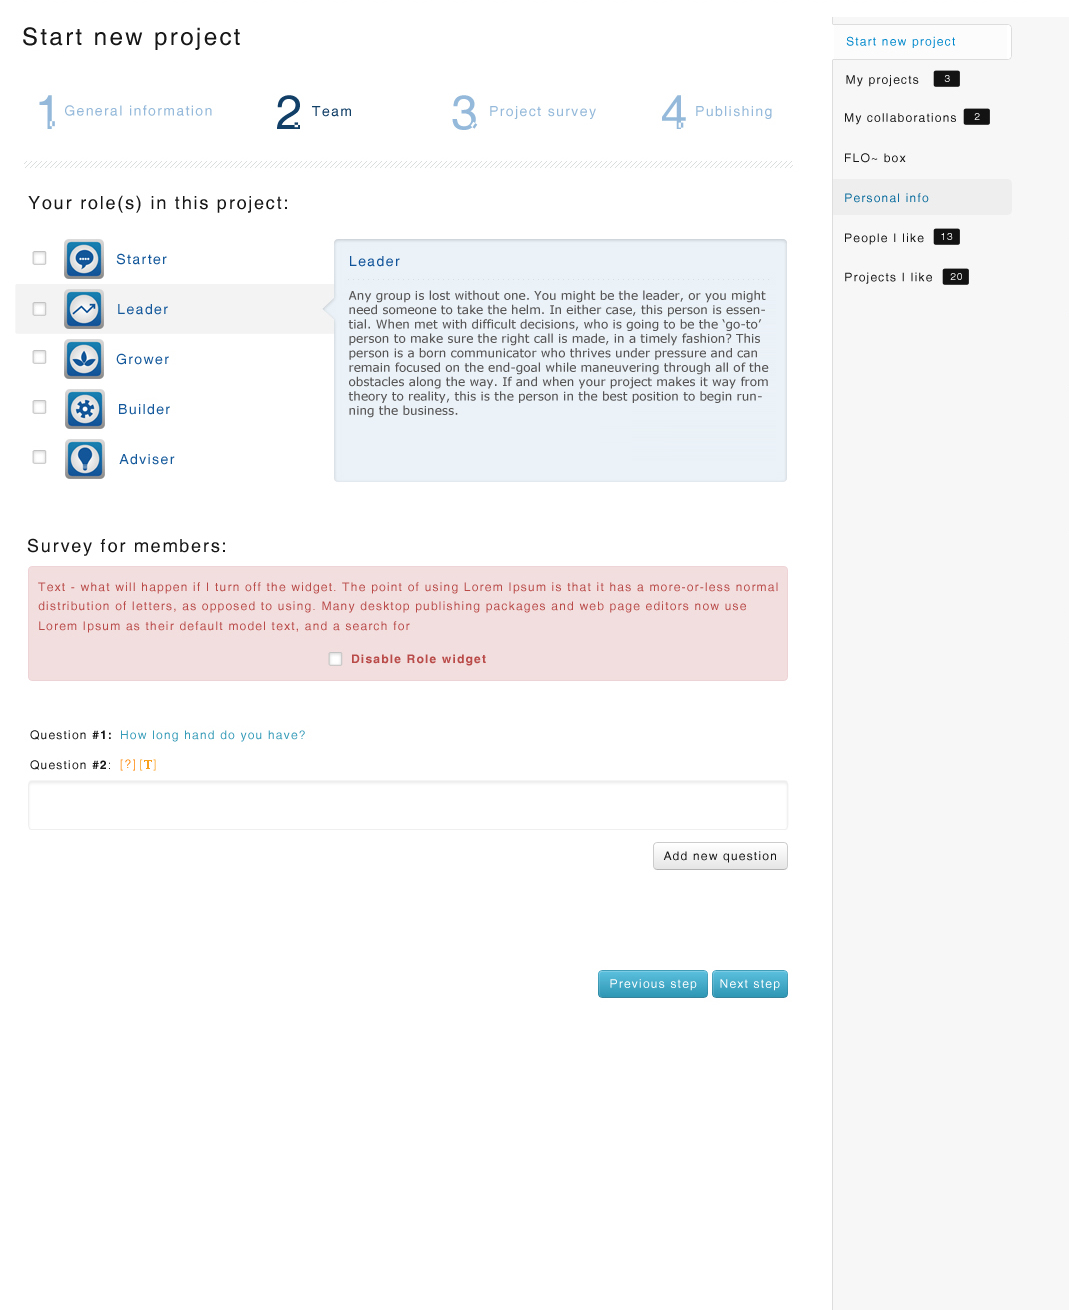 Start new project
1 General information
2 Team
3 Project survey
4 Publishing
Your role(s) in this project:
Starter
Leader
Grower
Builder
Adviser
Leader
Any group is lost without one. You might be the leader, or you might
need someone to take the helm. In either case, this person is essen-
tial. When met with difficult decisions, who is going to be the ‘go-to’
person to make sure the right call is made, in a timely fashion? This
person is a born communicator who thrives under pressure and can
remain focused on the end-goal while maneuvering through all of the
obstacles along the way. If and when your project makes it way from
theory to reality, this is the person in the best position to begin run-
ning the business.
Survey for members:
Text - what will happen if I turn off the widget. The point of using Lorem Ipsum is that it has a more-or-less normal
distribution of letters, as opposed to using. Many desktop publishing packages and web page editors now use
Lorem Ipsum as their default model text, and a search for
Disable Role widget
Question #1: How long hand do you have?
Question #2: [?][T]
Add new question
Previous step
Next step
Start new project
My projects 3
My collaborations 2
FLO~ box
Personal info
People I like 13
Projects I like 20